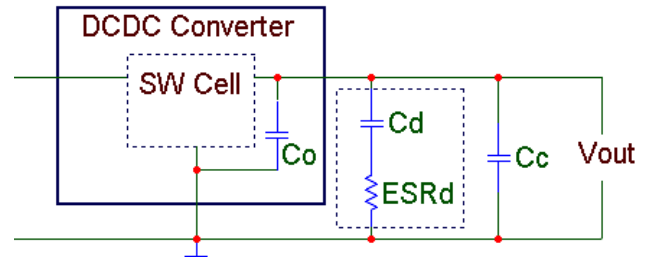 DCDC Converter
SW Cell
Co
Cd
ESRd
Cc
Vout